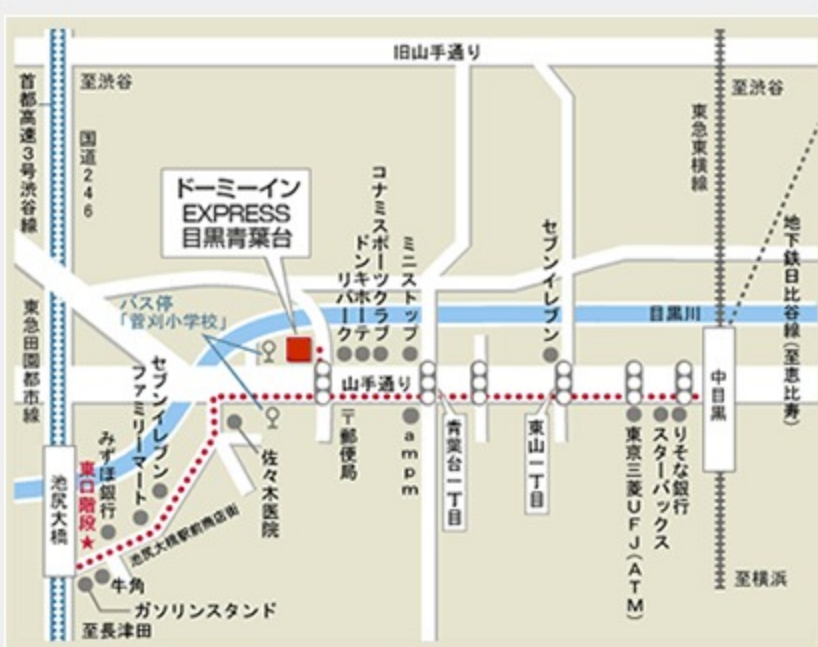 旧山手通り
至渋谷
首都高速3号渋谷線
国道246
至渋谷
東急東横線
地下鉄日比谷線(至恵比寿)
ドーミーイン
EXPRESS
目黒青葉台
コナミスポーツクラブ
ドンキホーテ
リパーク
ミニストップ
セブンイレブン
目黒川
バス停
「菅刈小学校」
東急田園都市線
山手通り
中目黒
セブンイレブン
ファミリーマート
みずほ銀行
東口階段★
池尻大橋
〒郵便局
ampm
青葉台一丁目
東山一丁目
東京三菱UFJ(ATM)
スターバックス
りそな銀行
佐々木医院
池尻大橋駅前商店街
牛角
ガソリンスタンド
至長津田
至横浜